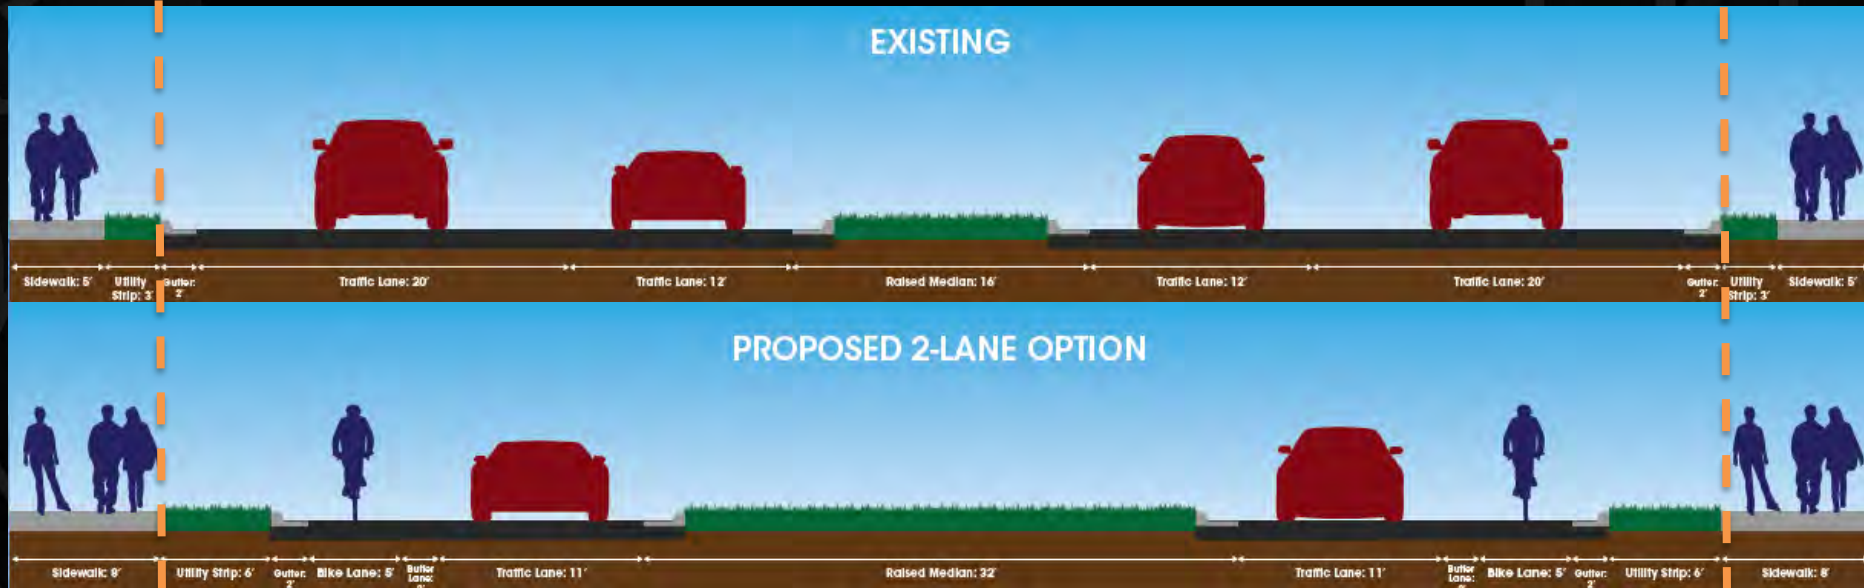 EXISTING
Sidewalk: 5' Utility Gutter: Traffic Lane: 20' Traffic Lane: 12' Raised Median: 16' Traffic Lane: 12' Traffic Lane: 20' Gutter: Utility Sidewalk: 5'
Strip: 3' 2' 2' Strip: 3'
PROPOSED 2-LANE OPTION
Sidewalk: 8' Utility Strip: 6' Gutter: Bike Lane: 5' Buffer Traffic Lane: 11' Raised Median: 32' Traffic Lane: 11' Buffer Bike Lane: 5' Gutter: Utility Strip: 6' Sidewalk: 8'
2' Lane: Lane: 2'